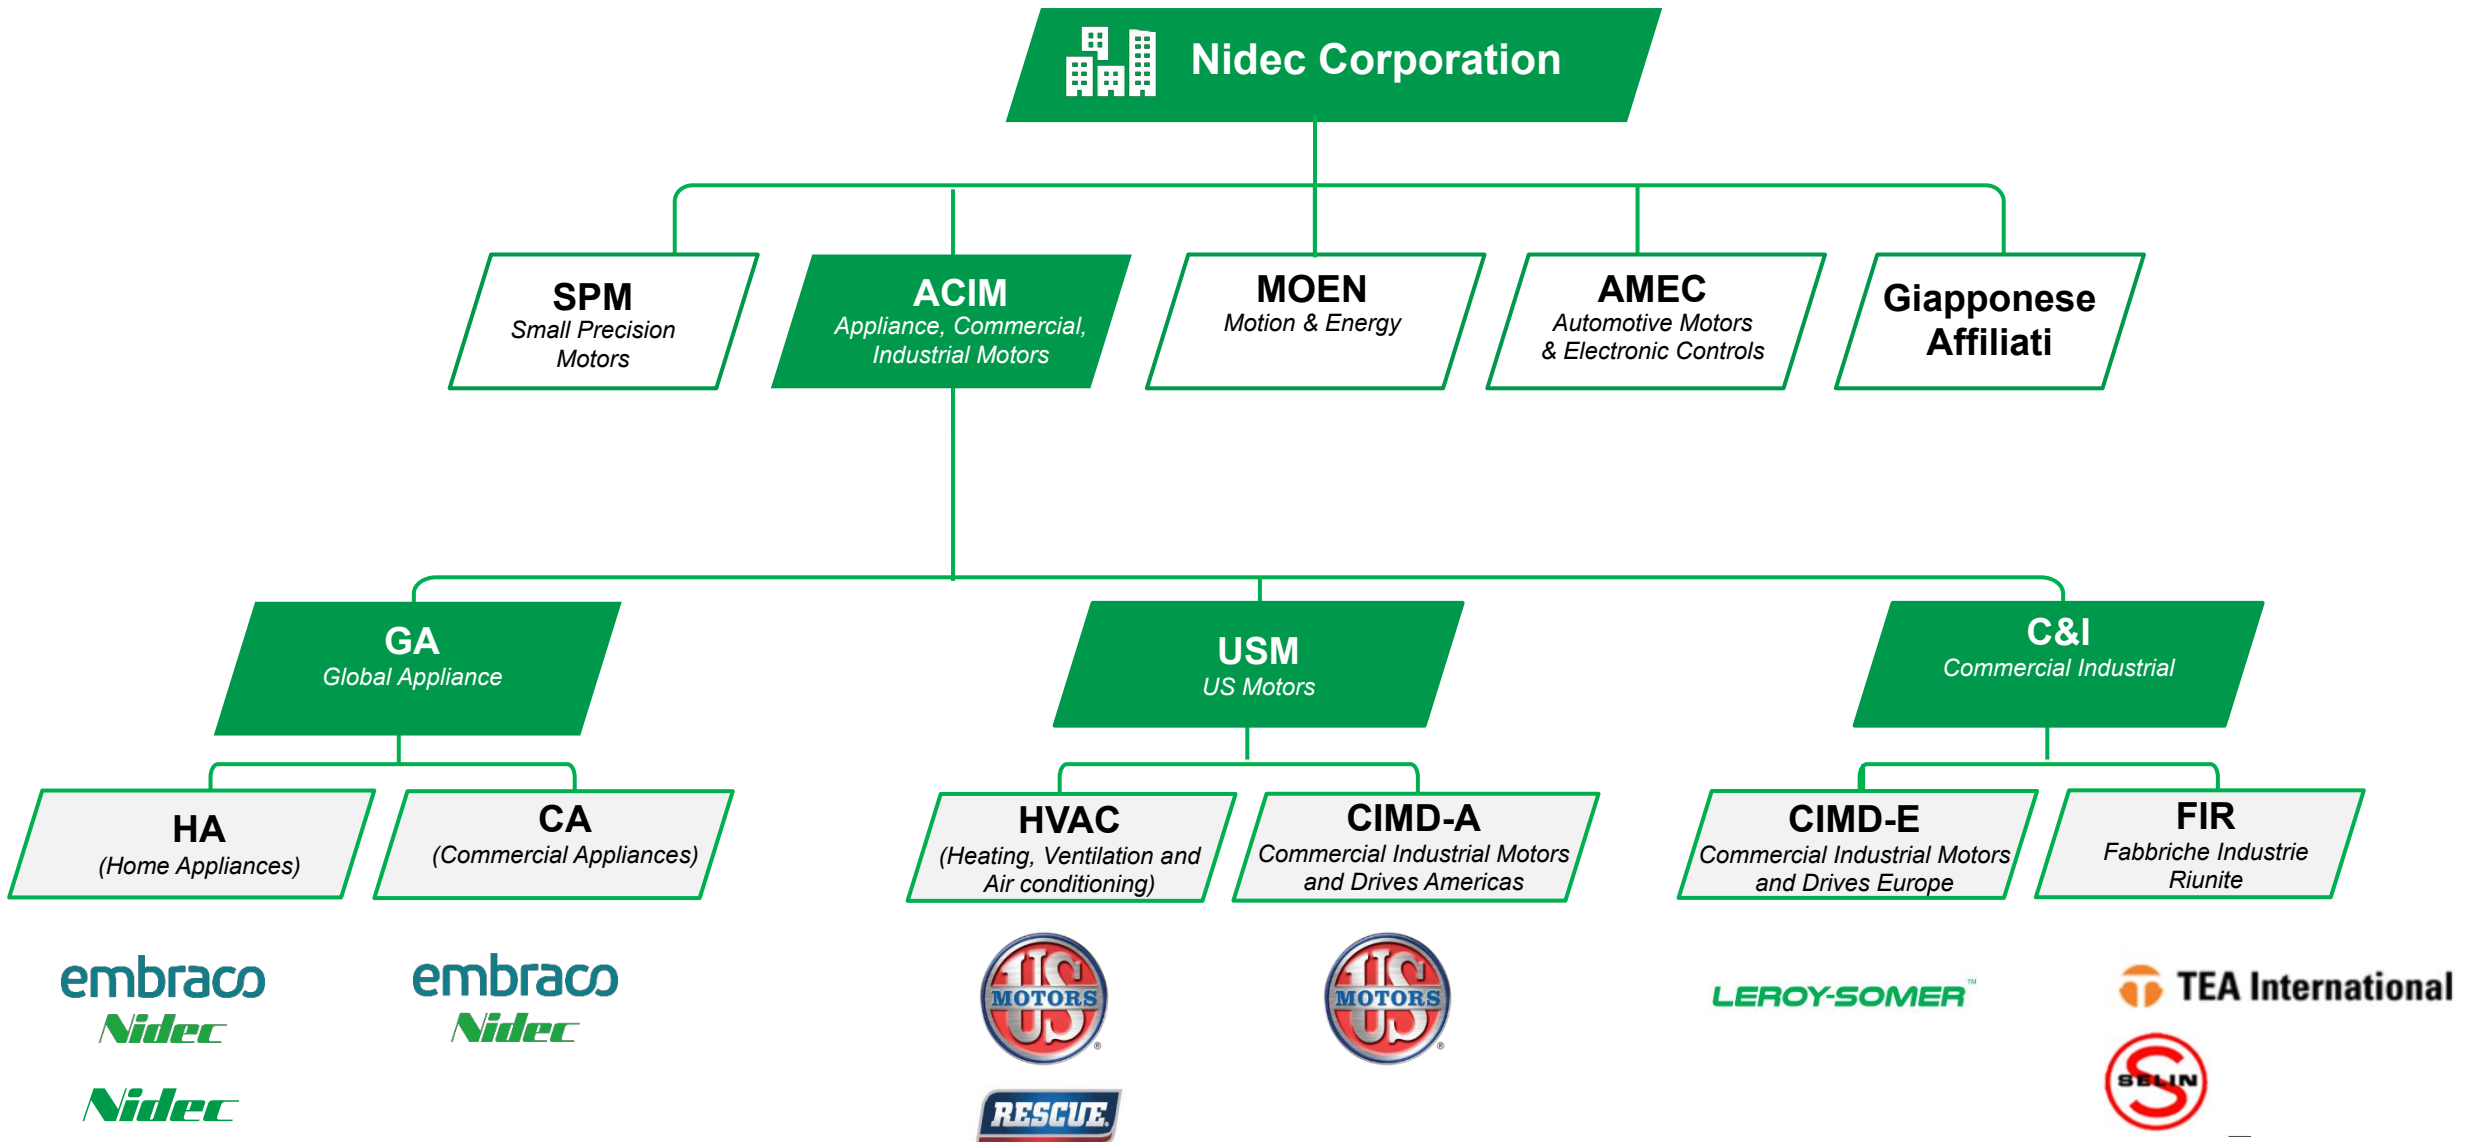 Nidec Corporation
SPM
Small Precision
Motors
ACIM
Appliance, Commercial,
Industrial Motors
MOEN
Motion & Energy
AMEC
Automotive Motors
& Electronic Controls
Giapponese
Affiliati
GA
Global Appliance
USM
US Motors
C&I
Commercial Industrial
HA
(Home Appliances)
CA
(Commercial Appliances)
HVAC
(Heating, Ventilation and
Air conditioning)
CIMD-A
Commercial Industrial Motors
and Drives Americas
CIMD-E
Commercial Industrial Motors
and Drives Europe
FIR
Fabbriche Industrie
Riunite
embraco
Nidec
Nidec
embraco
Nidec
US
MOTORS
®
RESCUE.
US
MOTORS
®
LEROY-SOMER™
TEA International
S
SELIN